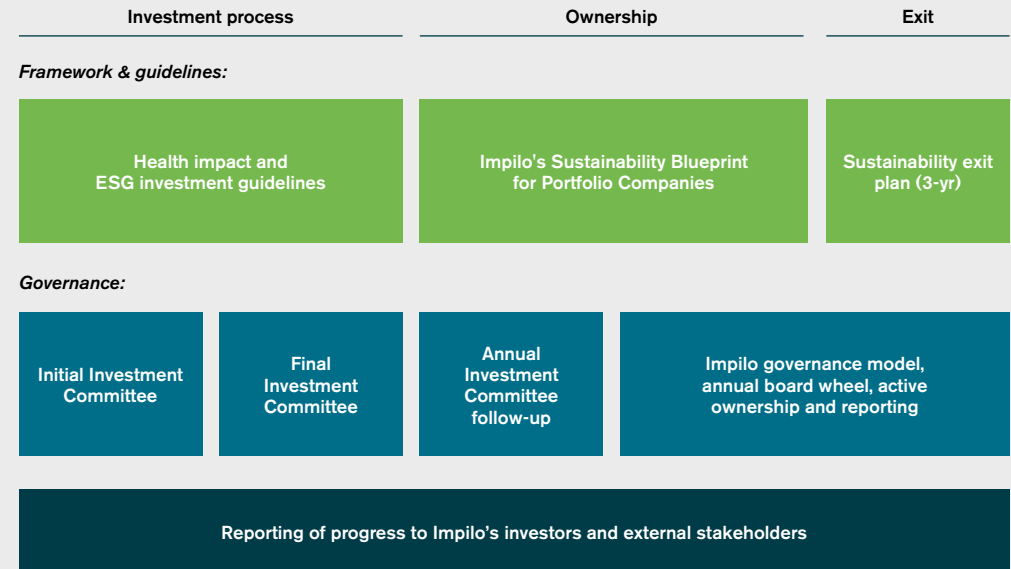 Investment process
Ownership
Exit
Framework & guidelines:
Health impact and
ESG investment guidelines
Impilo's Sustainability Blueprint
for Portfolio Companies
Sustainability exit
plan (3-yr)
Governance:
Initial Investment
Committee
Final
Investment
Committee
Annual
Investment
Committee
follow-up
Impilo governance model,
annual board wheel, active
ownership and reporting
Reporting of progress to Impilo’s investors and external stakeholders